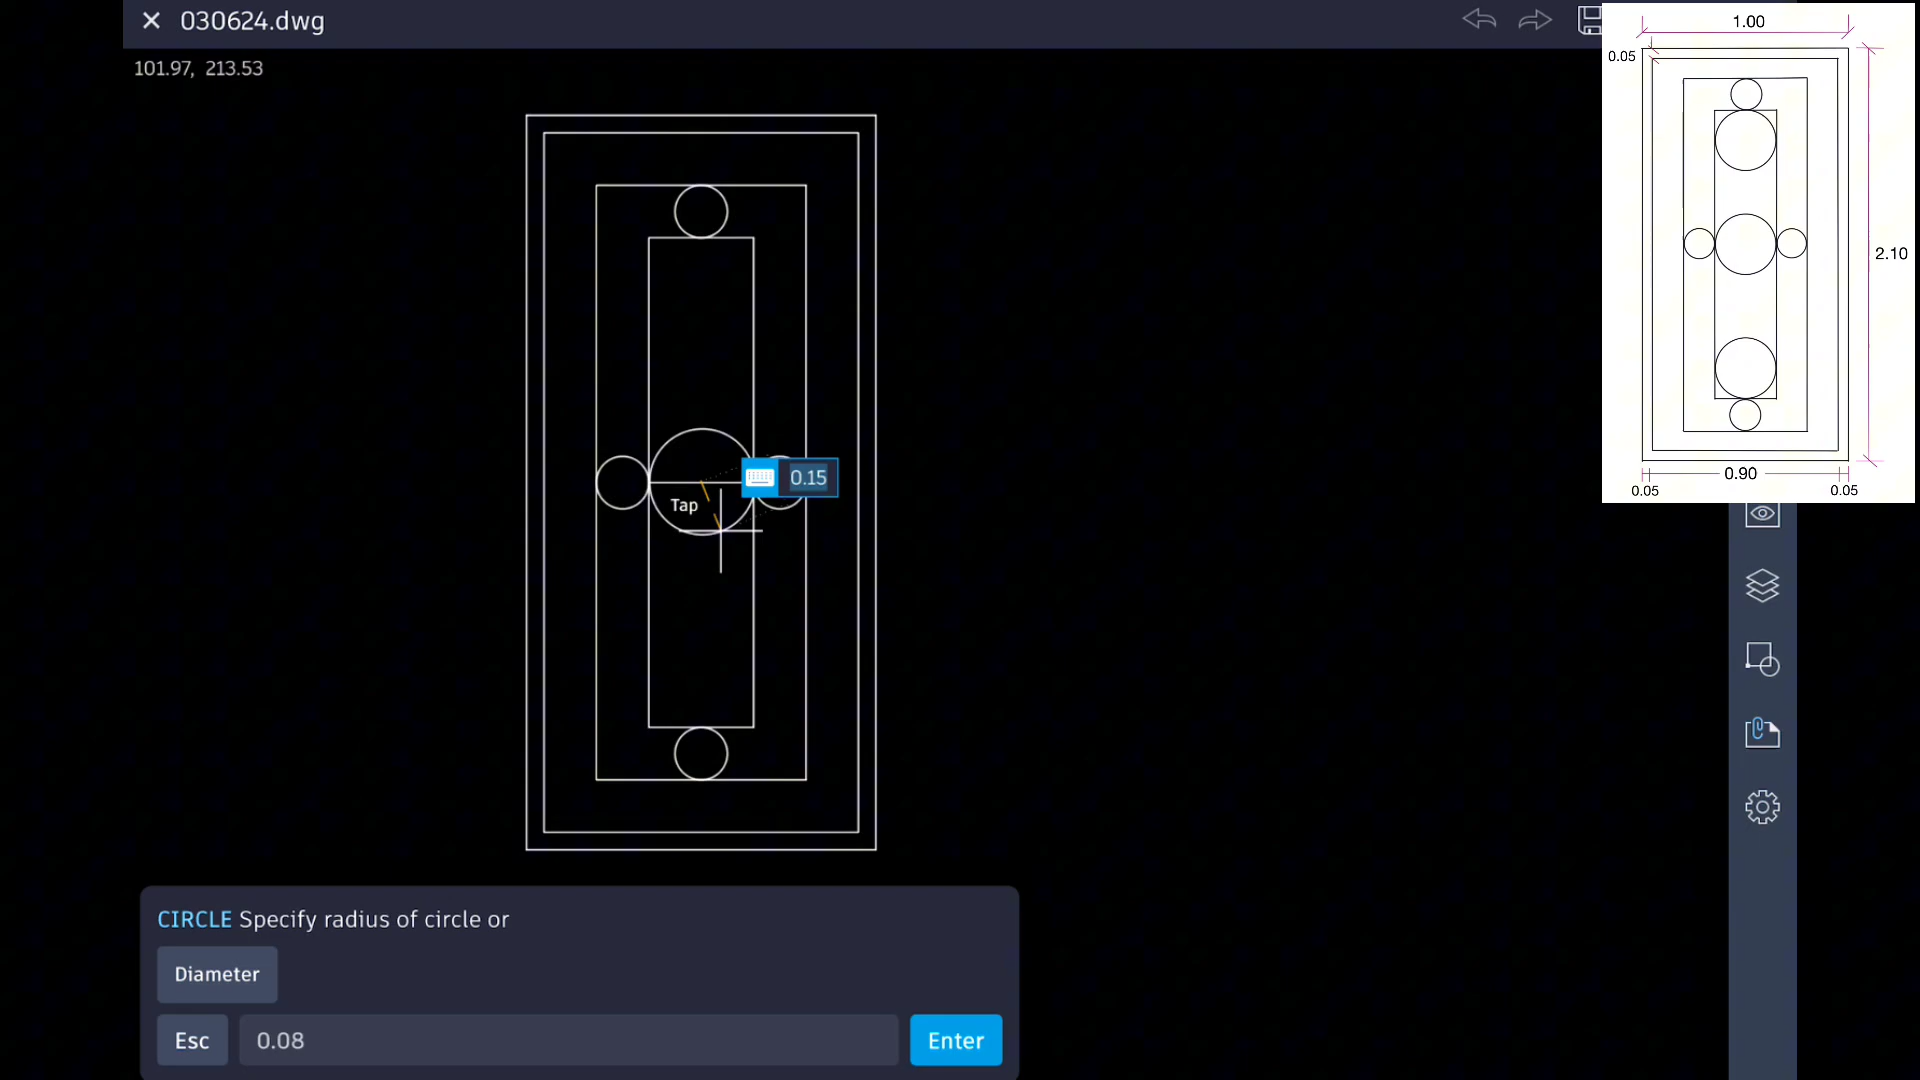 030624.dwg
101.97, 213.53
1.00
0.05
2.10
0.90
0.05
0.05
0.15
Tap
CIRCLE Specify radius of circle or
Diameter
Esc
0.08
Enter